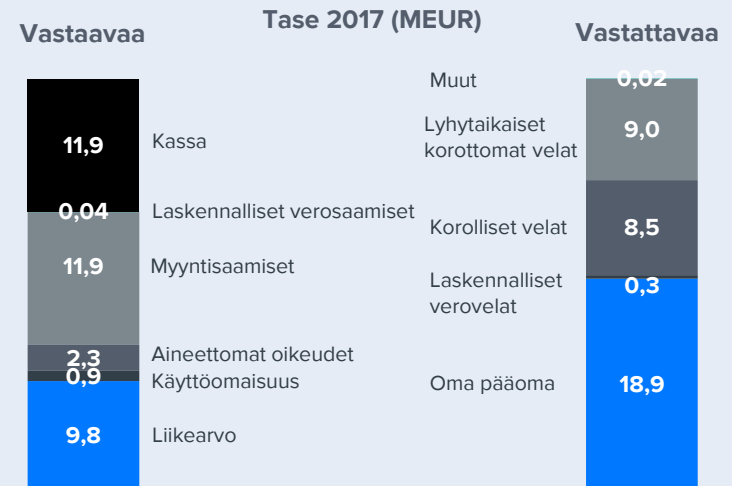 Tase 2017 (MEUR)
Vastaavaa
11,9
Kassa
0,04
Laskennalliset verosaamiset
11,9
Myyntisaamiset
2,3
Aineettomat oikeudet
0,9
Käyttöomaisuus
9,8
Liikearvo
Vastattavaa
Muut
0,02
Lyhytaikaiset
korottomat velat
9,0
Korolliset velat
8,5
Laskennalliset
verovelat
0,3
Oma pääoma
18,9